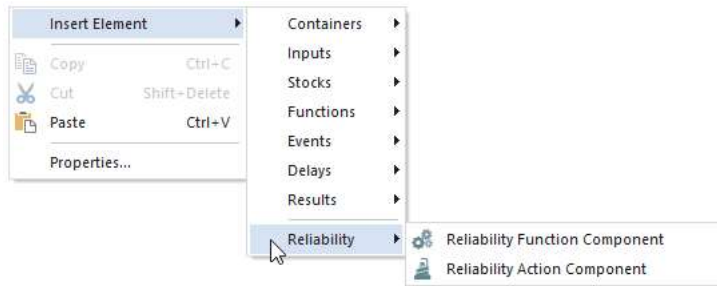 Insert Element
Copy Ctrl+C
Cut Shift+Delete
Paste Ctrl+V
Properties...
Containers
Inputs
Stocks
Functions
Events
Delays
Results
Reliability
Reliability Function Component
Reliability Action Component